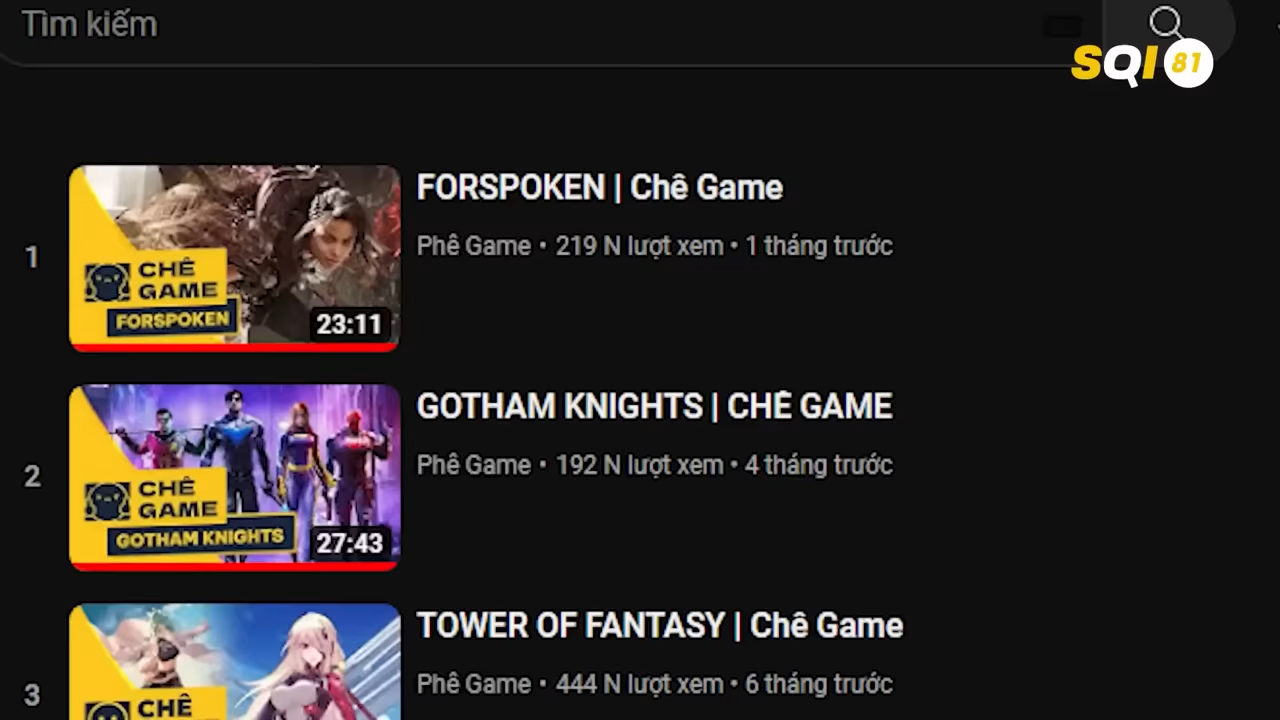 Tìm kiếm
SQI 81
1
FORSPOKEN | Chê Game
Phê Game • 219 N lượt xem • 1 tháng trước
CHÊ
GAME
FORSPOKEN
23:11
2
GOTHAM KNIGHTS | CHÊ GAME
Phê Game • 192 N lượt xem • 4 tháng trước
CHÊ
GAME
GOTHAM KNIGHTS
27:43
3
TOWER OF FANTASY | Chê Game
Phê Game • 444 N lượt xem • 6 tháng trước
CHÊ
GAME